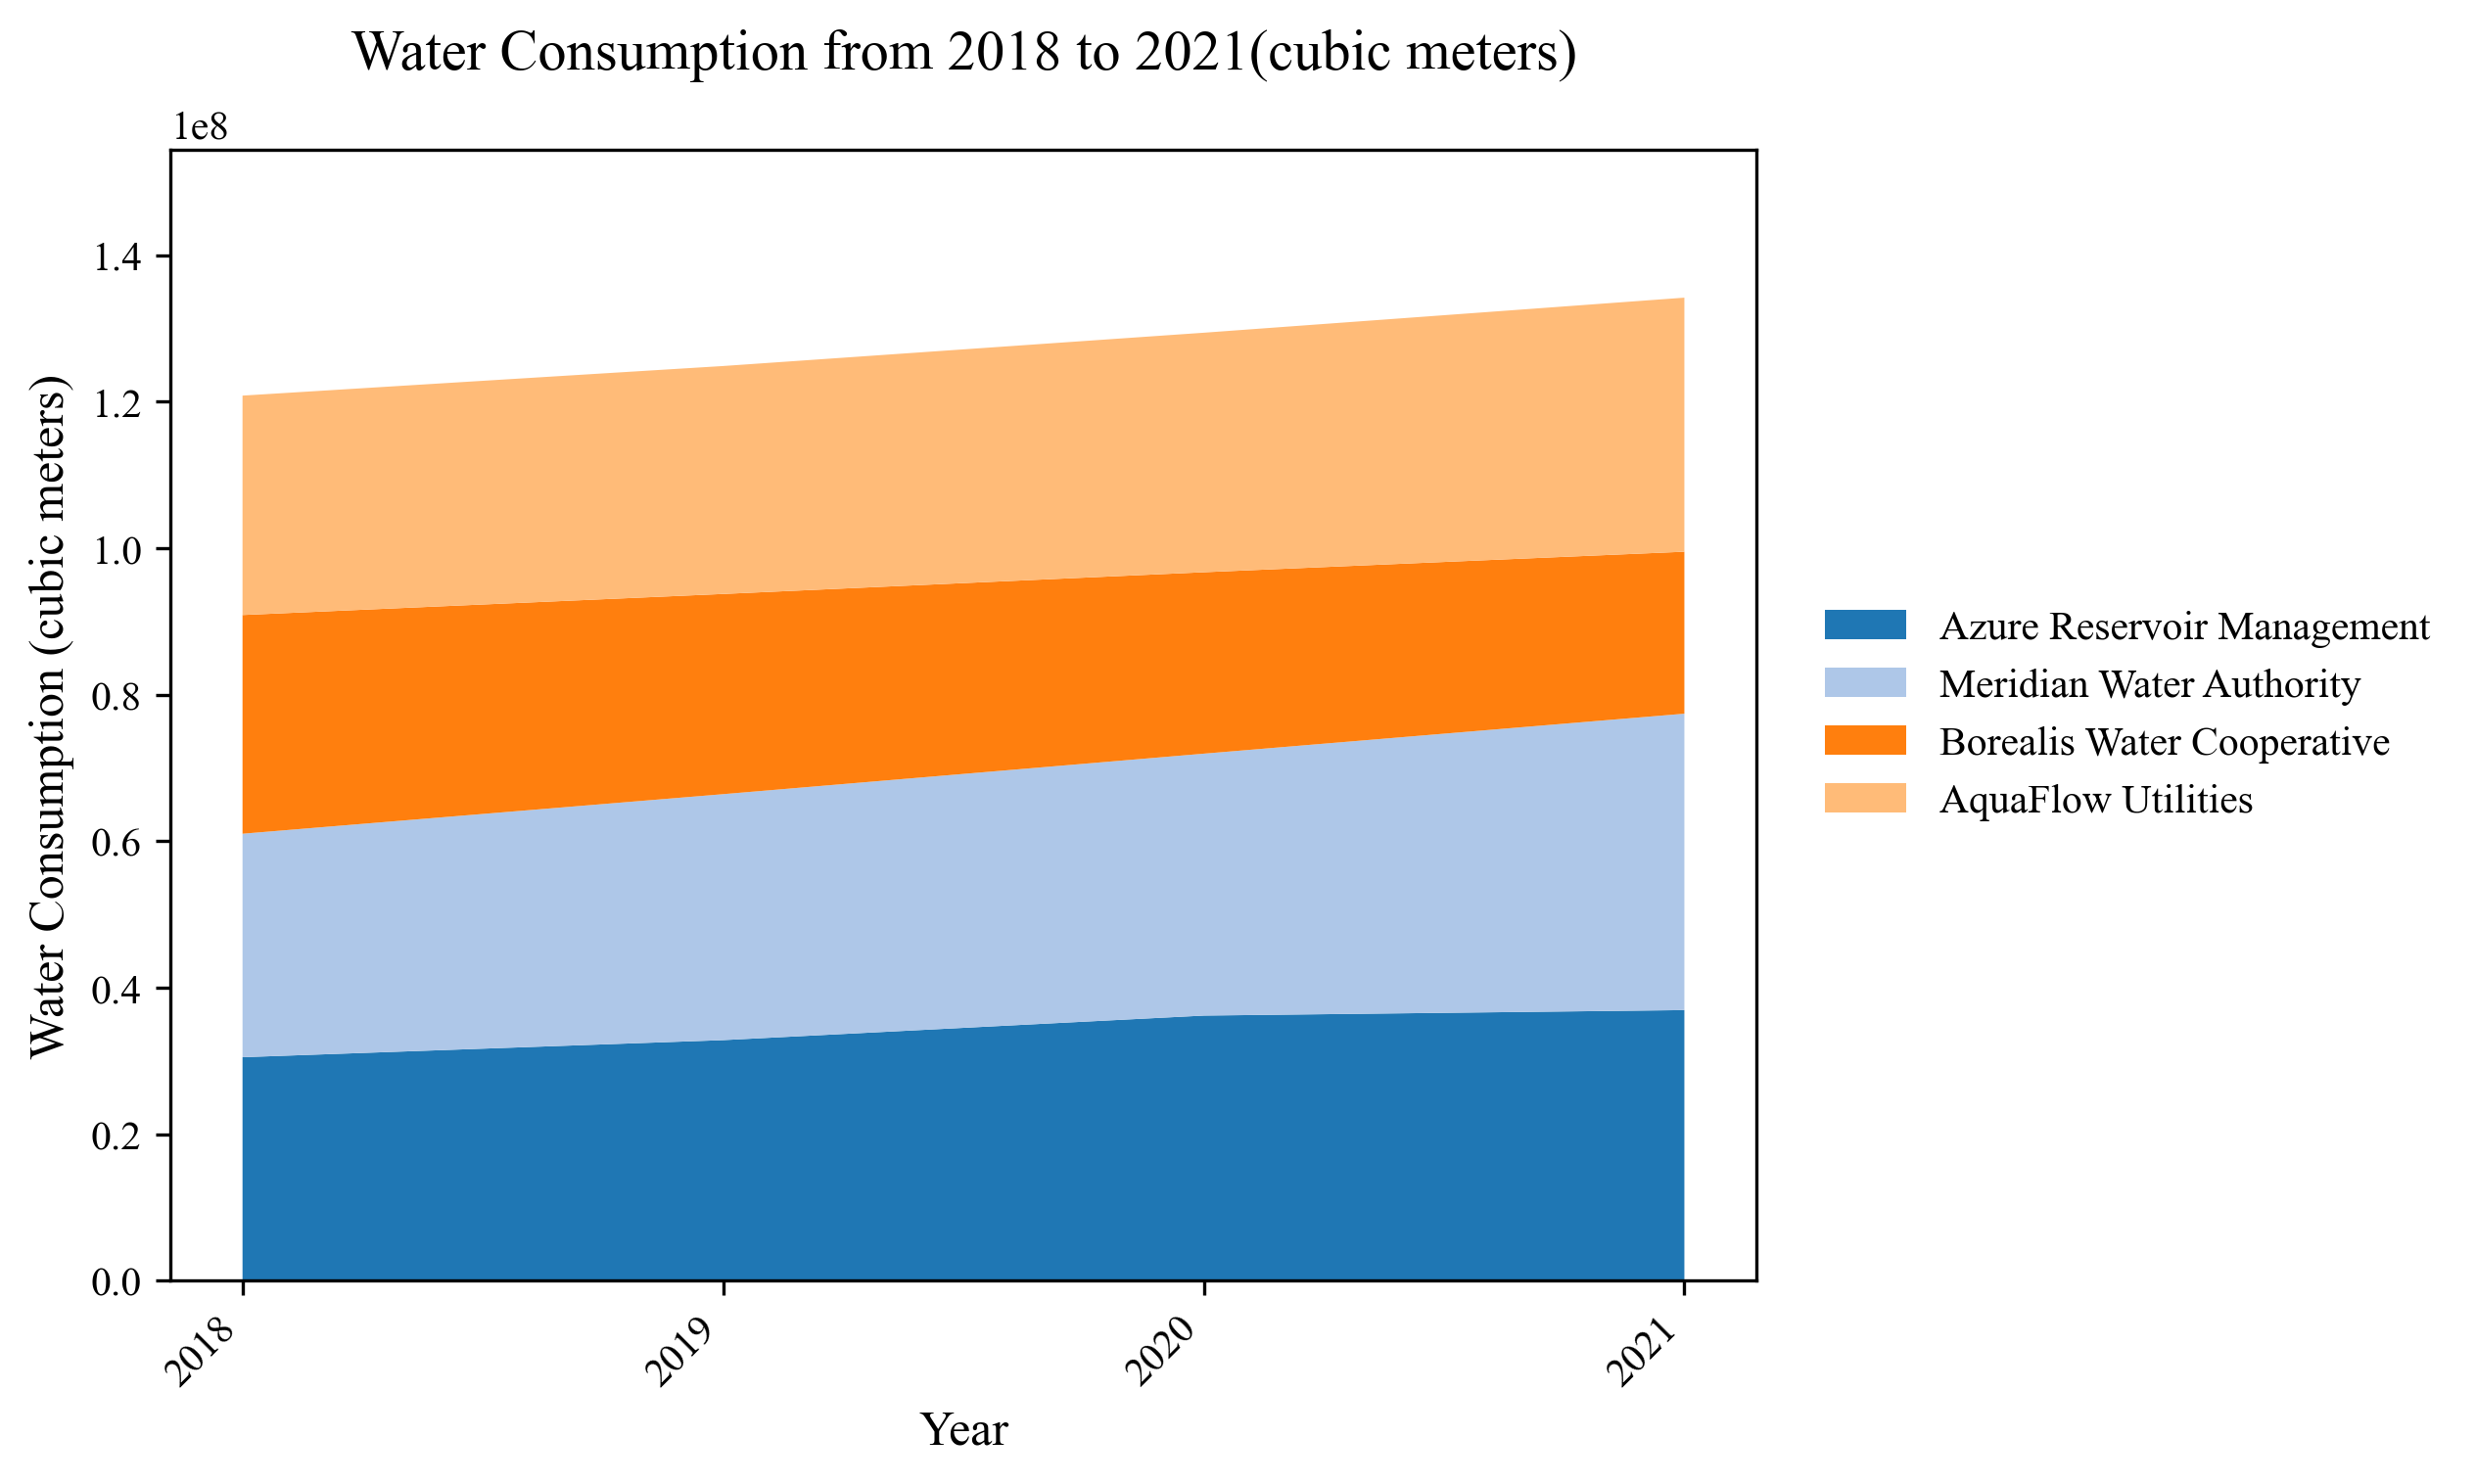 Water Consumption from 2018 to 2021(cubic meters)
1e8
1.4
1.2
1.0
0.8
0.6
0.4
0.2
0.0
Water Consumption (cubic meters)
2018
2019
2020
2021
Year
Azure Reservoir Managment
Meridian Water Authority
Borealis Water Cooperative
AquaFlow Utilities